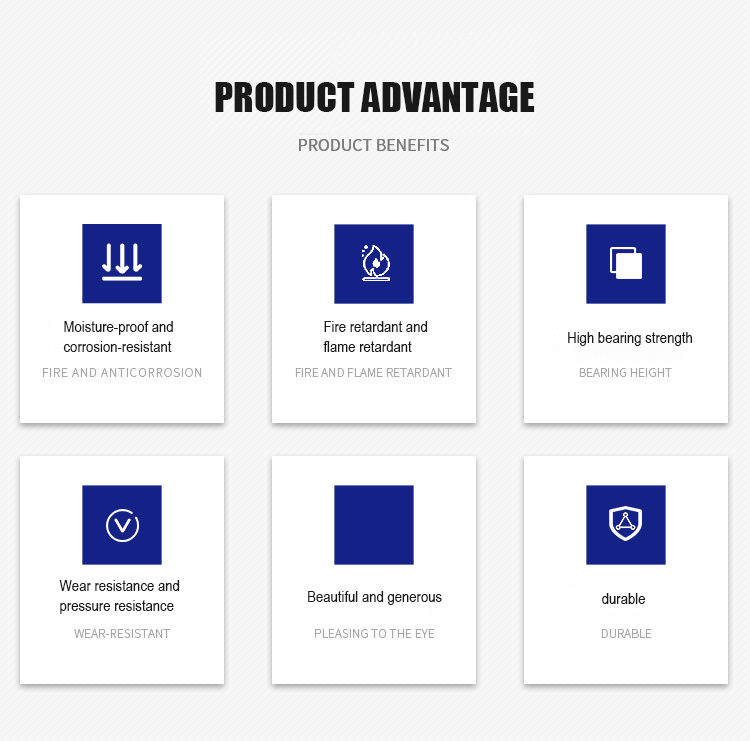 PRODUCT ADVANTAGE
PRODUCT BENEFITS
Moisture-proof and
corrosion-resistant
FIRE AND ANTICORROSION
Fire retardant and
flame retardant
FIRE AND FLAME RETARDANT
High bearing strength
BEARING HEIGHT
Wear resistance and
pressure resistance
WEAR-RESISTANT
Beautiful and generous
PLEASING TO THE EYE
durable
DURABLE